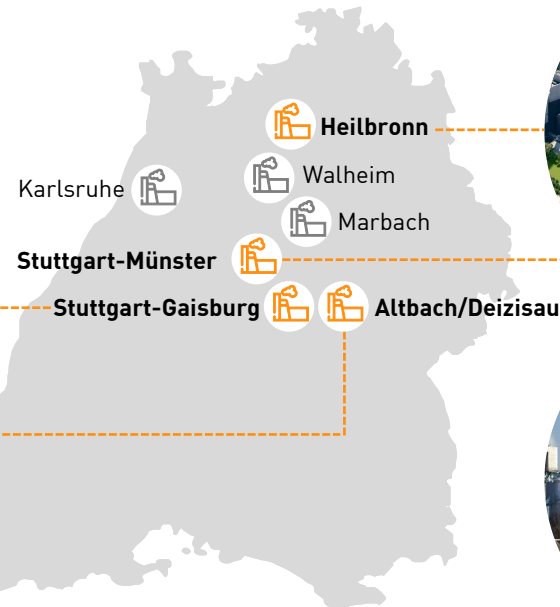 Heilbronn
Walheim
Karlsruhe
Marbach
Stuttgart-Münster
Stuttgart-Gaisburg
Altbach/Deizisau